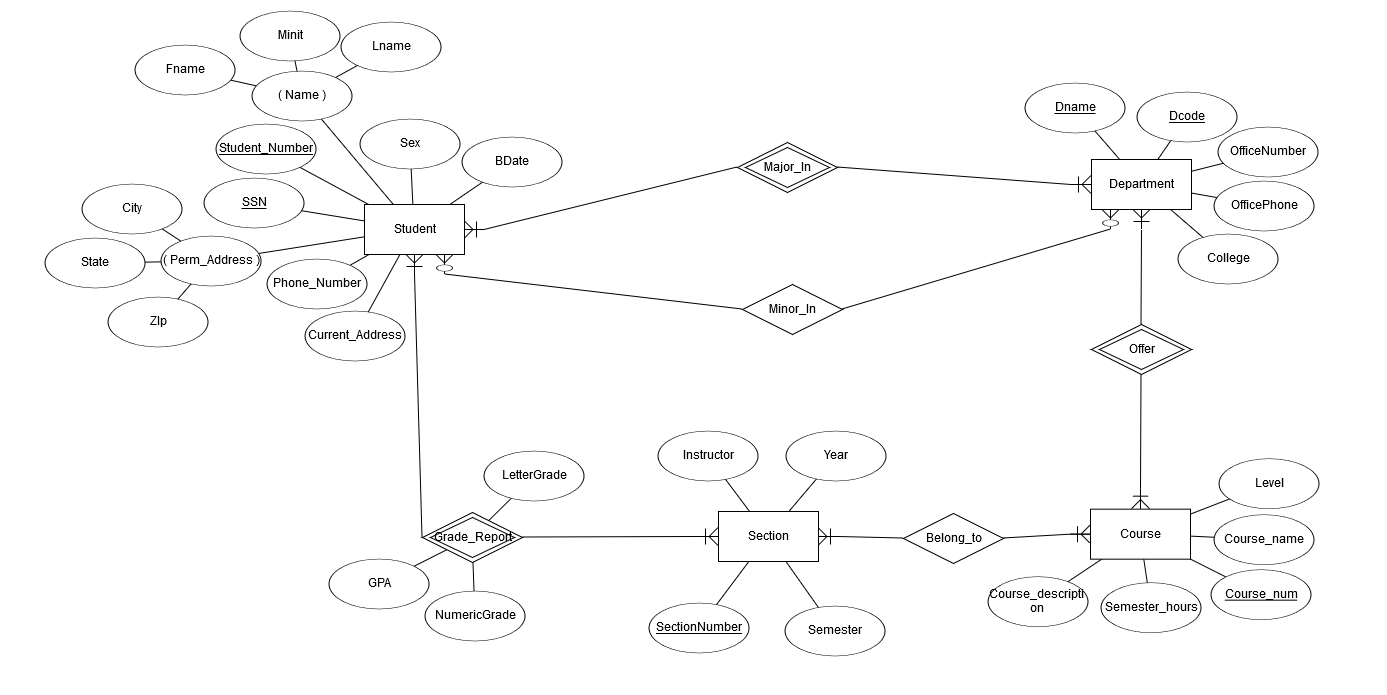 Minit
Lname
Fname
( Name )
Student_Number
Sex
BDate
SSN
City
State
( Perm_Address )
ZIp
Student
Phone_Number
Current_Address
Major_In
Minor_In
Dname
Dcode
OfficeNumber
Department
OfficePhone
College
Offer
LetterGrade
Grade_Report
GPA
NumericGrade
Instructor
Year
Section
SectionNumber
Semester
Belong_to
Level
Course
Course_name
Course_descripti
on
Semester_hours
Course_num